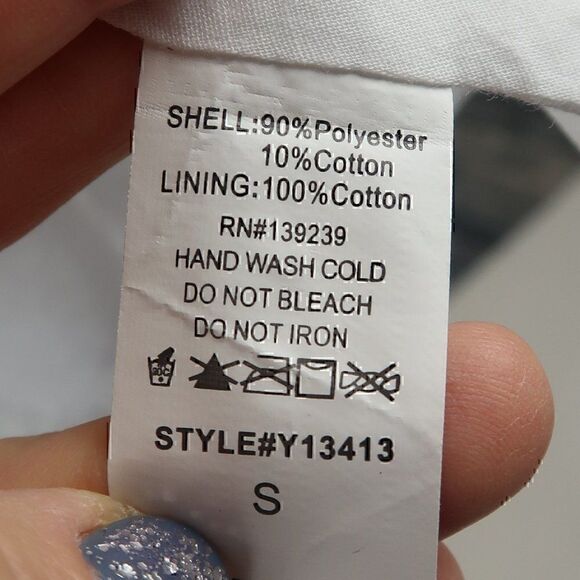 SHELL:90%Polyester
10%Cotton
LINING:100%Cotton
RN#139239
HAND WASH COLD
DO NOT BLEACH
DO NOT IRON
STYLE#Y13413
S